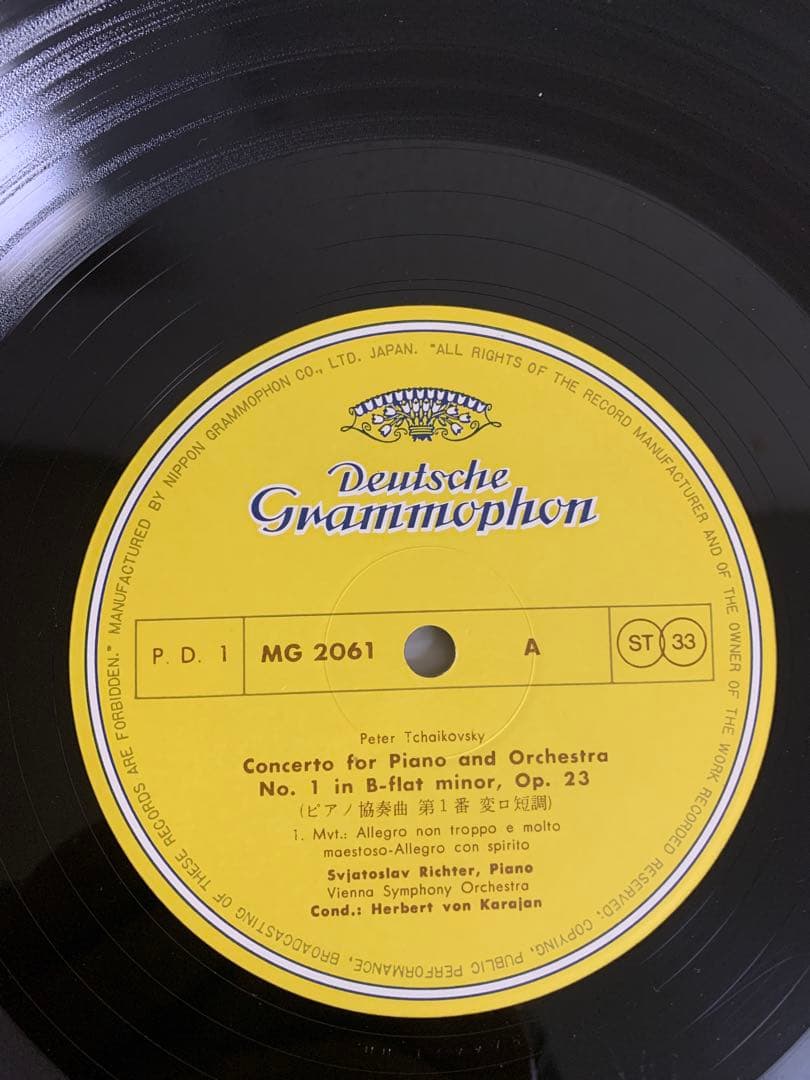 MANUFACTURED BY NIPPON GRAMMOPHON CO., LTD. JAPAN. "ALL RIGHTS OF THE RECORD MANUFACTURER AND OF THE OWNER OF THE WORK RECORDED RESERVED; COPYING, PUBLIC PERFORMANCE, BROADCASTING OF THESE RECORDS ARE FORBIDDEN."
Deutsche
Grammophon
P. D. 1 MG 2061 A ST 33
Peter Tchaikovsky
Concerto for Piano and Orchestra
No. 1 in B-flat minor, Op. 23
(ピアノ協奏曲 第1番 変ロ短調)
1. Mvt.: Allegro non troppo e molto
maestoso-Allegro con spirito
Svjatoslav Richter, Piano
Vienna Symphony Orchestra
Cond.: Herbert von Karajan